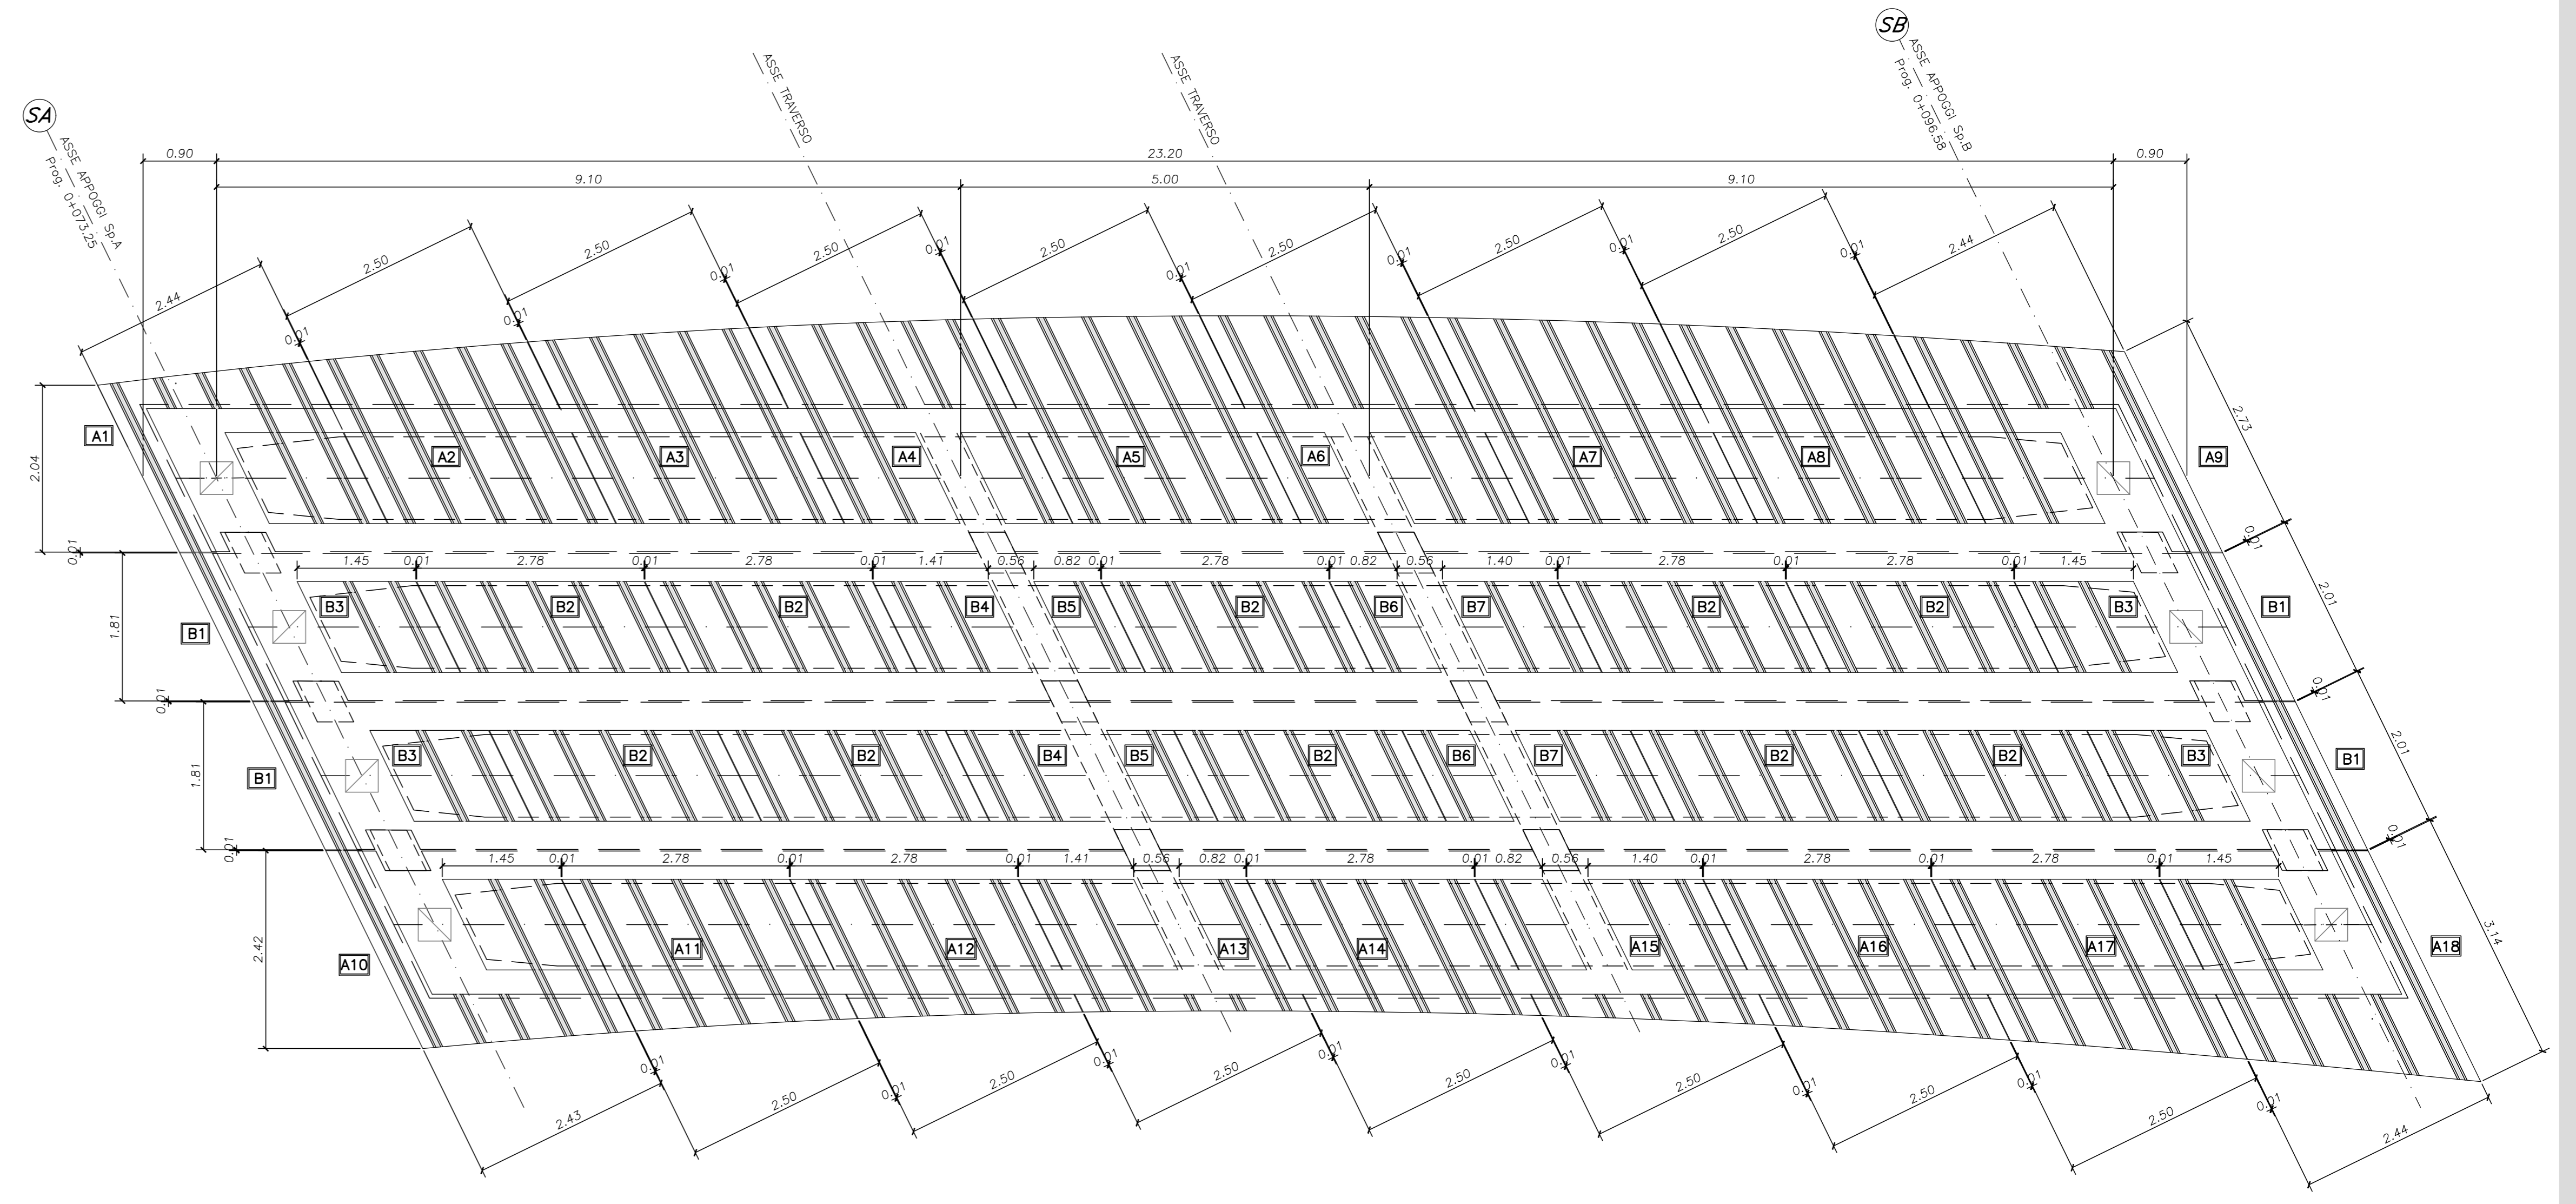 SB
ASSE APPOGGI Sp.B
Prog. 0+096.58
ASSE TRAVERSO
ASSE TRAVERSO
SA
ASSE APPOGGI Sp.A
Prog. 0+073.25
0.90 23.20 0.90
9.10 5.00 9.10
2.44 2.50 2.50 2.50 2.50 2.50 2.50 2.50 2.44
0.01 0.01 0.01 0.01 0.01 0.01 0.01 0.01
2.04
2.73
A1 A2 A3 A4 A5 A6 A7 A8 A9
0.01 0.01
1.45 0.01 2.78 0.01 2.78 0.01 1.41 0.56 0.82 0.01 2.78 0.01 0.82 0.56 1.40 0.01 2.78 0.01 2.78 0.01 1.45
1.81 2.01
B1 B3 B2 B2 B4 B5 B2 B6 B7 B2 B2 B3 B1
0.01 0.01
1.81 2.01
B1 B3 B2 B2 B4 B5 B2 B6 B7 B2 B2 B3 B1
0.01 0.01
1.45 0.01 2.78 0.01 2.78 0.01 1.41 0.56 0.82 0.01 2.78 0.01 0.82 0.56 1.40 0.01 2.78 0.01 2.78 0.01 1.45
2.42 3.14
A10 A11 A12 A13 A14 A15 A16 A17 A18
0.01 0.01 0.01 0.01 0.01 0.01 0.01 0.01
2.43 2.50 2.50 2.50 2.50 2.50 2.50 2.50 2.44